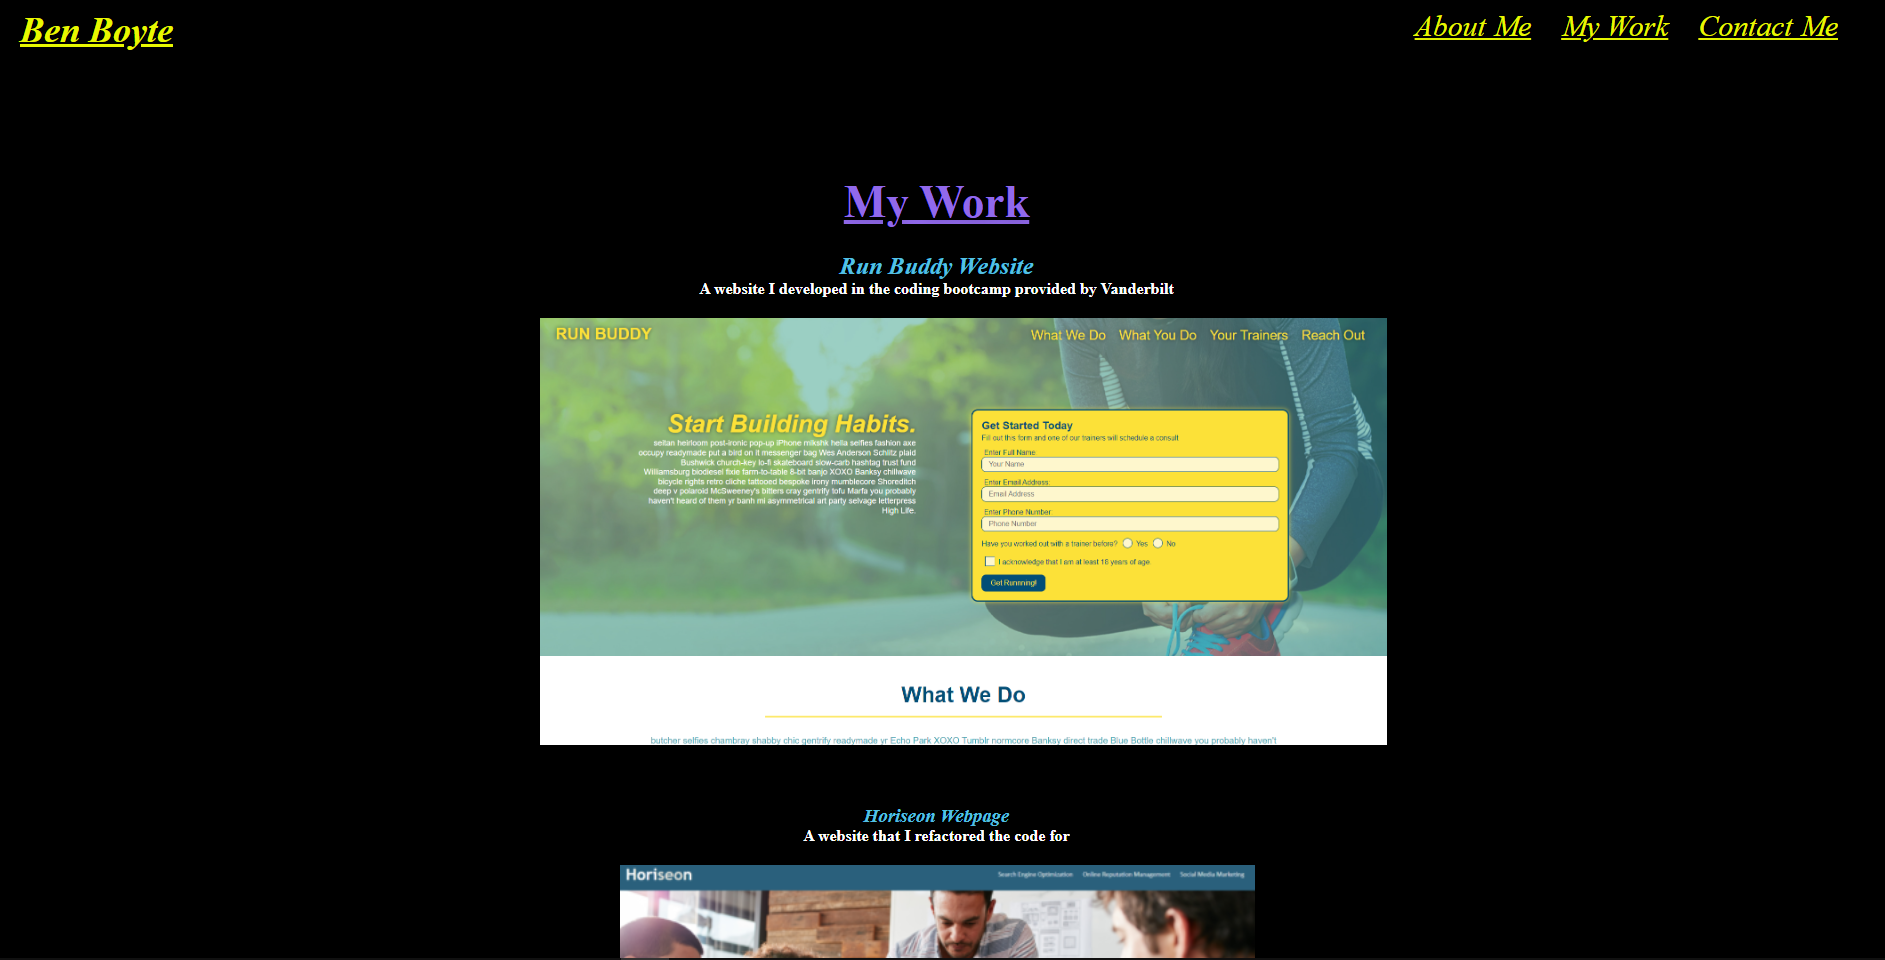 Ben Boyte
About Me My Work Contact Me
My Work
Run Buddy Website
A website I developed in the coding bootcamp provided by Vanderbilt
RUN BUDDY
What We Do What You Do Your Trainers Reach Out
Start Building Habits.
seitan heirloom post-ironic pop-up iPhone mlkshk hella selfies fashion axe
occupy readymade put a bird on it messenger bag Wes Anderson Schlitz plaid
Bushwick church-key lo-fi skateboard slow-carb hashtag trust fund
Williamsburg biodiesel fixie farm-to-table 8-bit banjo XOXO Banksy chillwave
bicycle rights retro cliche tattooed bespoke irony mumblecore Shoreditch
deep v polaroid McSweeney's bitters cray gentrify tofu Marfa you probably
haven't heard of them yr banh mi asymmetrical art party selvage letterpress
High Life.
Get Started Today
Fill out this form and one of our trainers will schedule a consult
Enter Full Name:
Your Name
Enter Email Address:
Email Address
Enter Phone Number:
Phone Number
Have you worked out with a trainer before? Yes No
I acknowledge that I am at least 18 years of age
Get Runening!
What We Do
butcher selfies chambray shabby chic gentrify readymade yr Echo Park XOXO Tumblr normcore Banksy direct trade Blue Bottle chillwave you probably haven't
Horiseon Webpage
A website that I refactored the code for
Horiseon
Search Engine Optimization Online Reputation Management Social Media Marketing